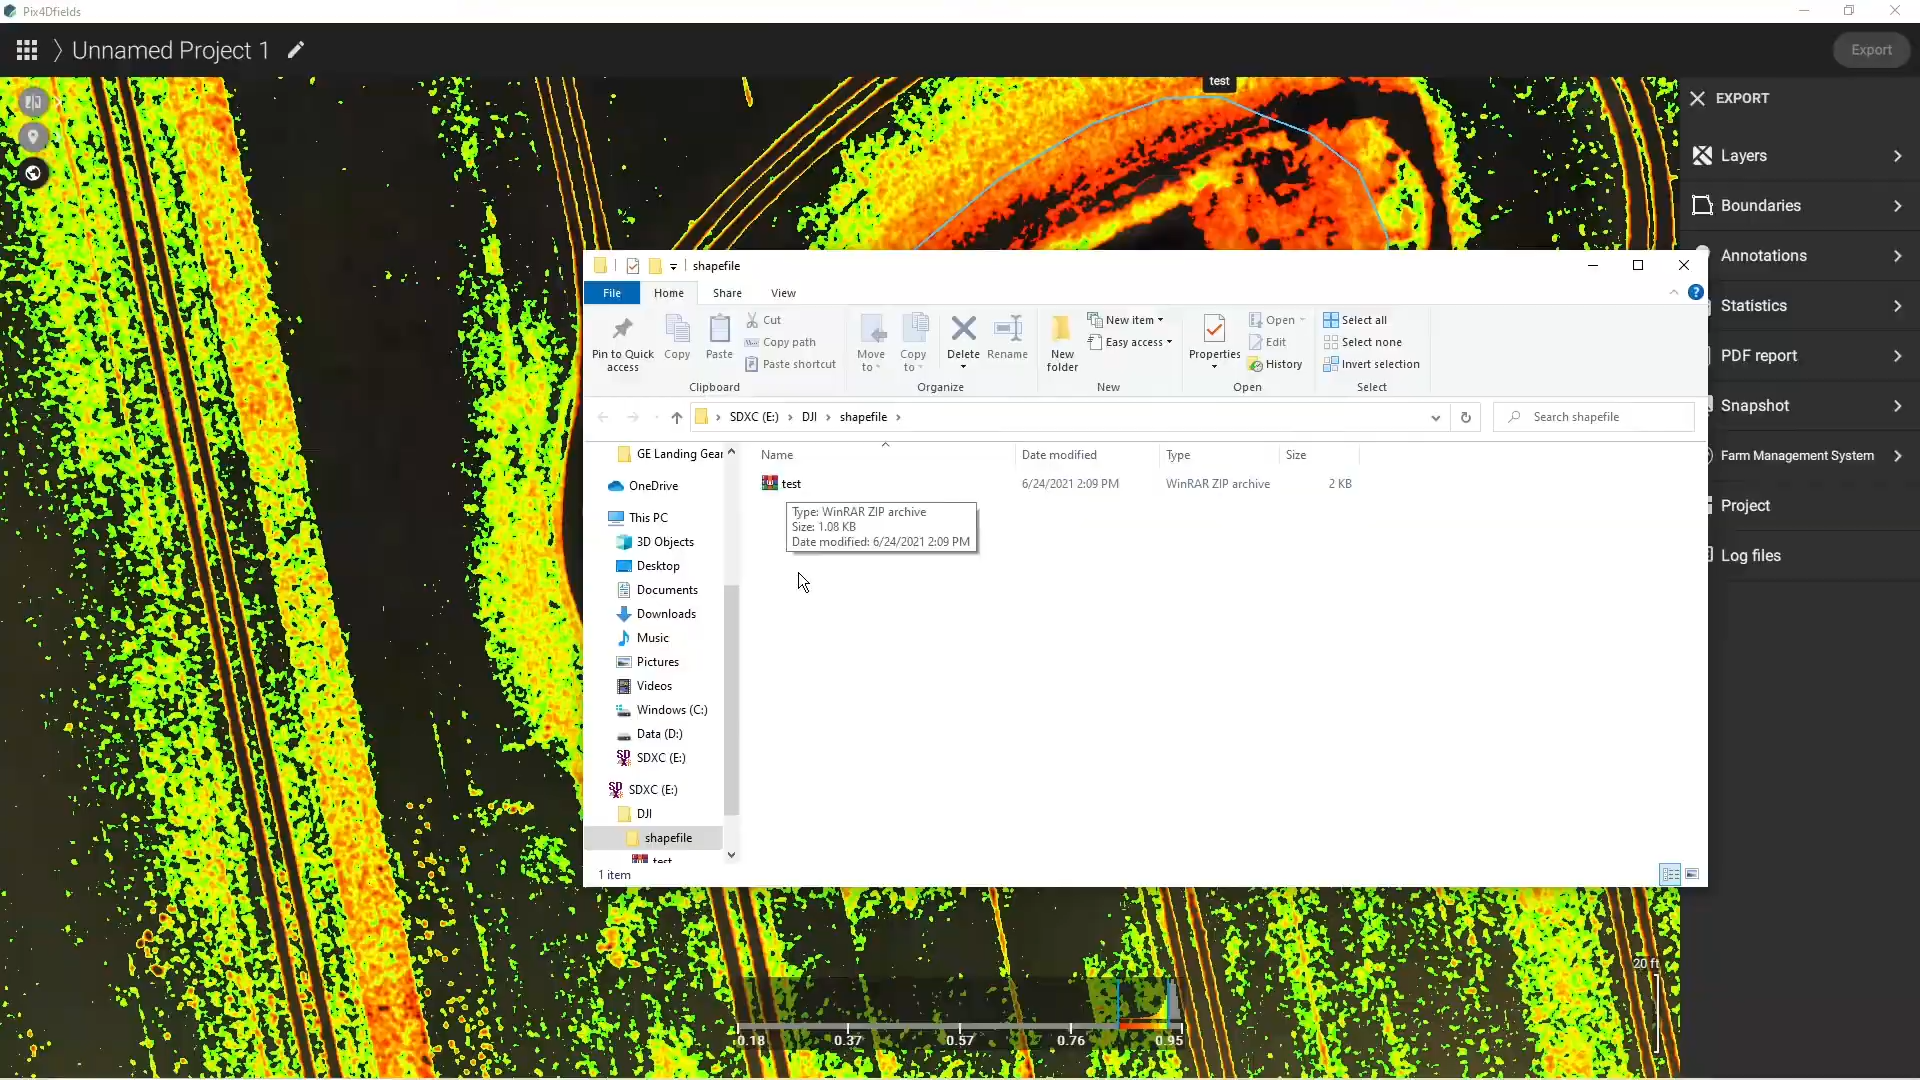 Pix4Dfields
Unnamed Project 1
Export
test
EXPORT
Layers
Boundaries
Annotations
Statistics
PDF report
Snapshot
Farm Management System
Project
Log files
shapefile
File
Home
Share
View
Pin to Quick access
Copy
Paste
Cut
Copy path
Paste shortcut
Clipboard
Move to
Copy to
Delete
Rename
Organize
New folder
New item
Easy access
New
Properties
Open
Edit
History
Open
Select all
Select none
Invert selection
Select
SDXC (E:) DJI shapefile
Search shapefile
Name Date modified Type Size
test 6/24/2021 2:09 PM WinRAR ZIP archive 2 KB
Type: WinRAR ZIP archive
Size: 1.08 KB
Date modified: 6/24/2021 2:09 PM
GE Landing Gear
OneDrive
This PC
3D Objects
Desktop
Documents
Downloads
Music
Pictures
Videos
Windows (C:)
Data (D:)
SDXC (E:)
SDXC (E:)
DJI
shapefile
test
1 item
20 ft
0.18 0.37 0.57 0.76 0.95